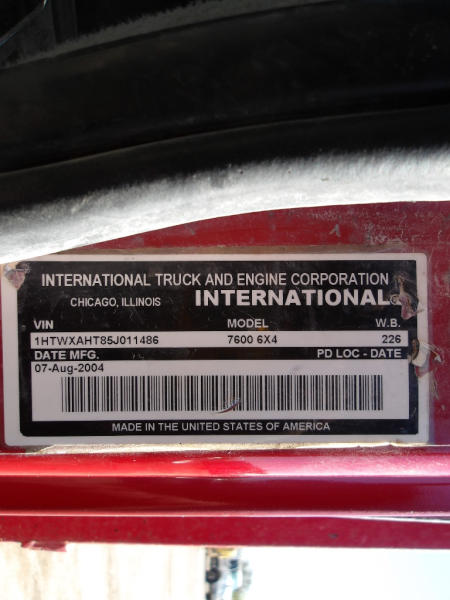 INTERNATIONAL TRUCK AND ENGINE CORPORATION
CHICAGO, ILLINOIS INTERNATIONAL
VIN MODEL W.B.
1HTWXAHT85J011486 7600 6X4 226
DATE MFG. PD LOC - DATE
07-Aug-2004
MADE IN THE UNITED STATES OF AMERICA